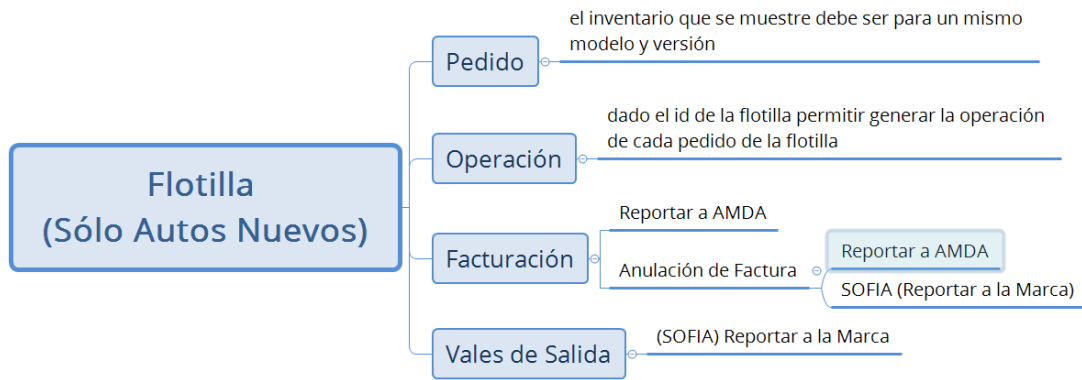 Flotilla
(Sólo Autos Nuevos)
Pedido
el inventario que se muestre debe ser para un mismo
modelo y versión
Operación
dado el id de la flotilla permitir generar la operación
de cada pedido de la flotilla
Facturación
Reportar a AMDA
Anulación de Factura
Reportar a AMDA
SOFIA (Reportar a la Marca)
Vales de Salida
(SOFIA) Reportar a la Marca